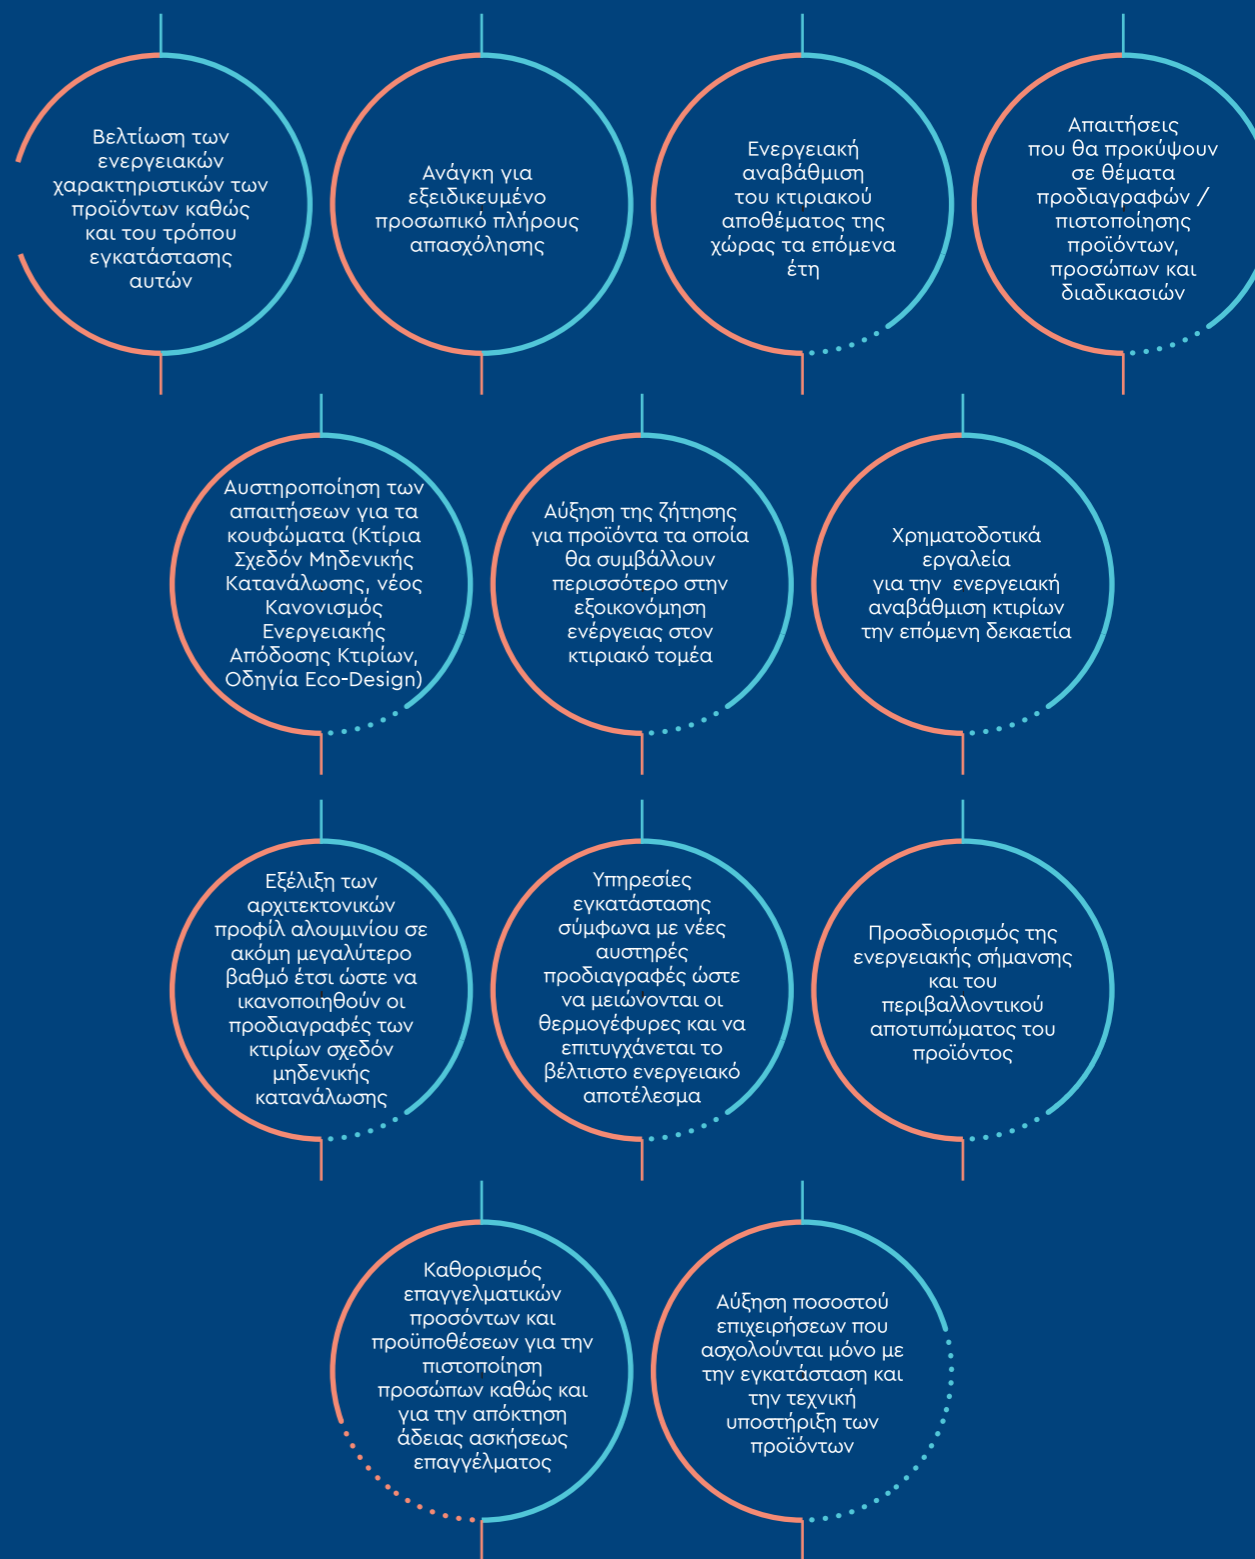 Βελτίωση των
ενεργειακών
χαρακτηριστικών των
προϊόντων καθώς
και του τρόπου
εγκατάστασης
αυτών
Ανάγκη για
εξειδικευμένο
προσωπικό πλήρους
απασχόλησης
Ενεργειακή
αναβάθμιση
του κτιριακού
αποθέματος της
χώρας τα επόμενα
έτη
Απαιτήσεις
που θα προκύψουν
σε θέματα
προδιαγραφών /
πιστοποίησης
προϊόντων,
προσώπων και
διαδικασιών
Αυστηροποίηση των
απαιτήσεων για τα
κουφώματα (Κτίρια
Σχεδόν Μηδενικής
Κατανάλωσης, νέος
Κανονισμός
Ενεργειακής
Απόδοσης Κτιρίων,
Οδηγία Eco-Design)
Αύξηση της ζήτησης
για προϊόντα τα οποία
θα συμβάλλουν
περισσότερο στην
εξοικονόμηση
ενέργειας στον
κτιριακό τομέα
Χρηματοδοτικά
εργαλεία
για την ενεργειακή
αναβάθμιση κτιρίων
την επόμενη δεκαετία
Εξέλιξη των
αρχιτεκτονικών
προφίλ αλουμινίου σε
ακόμη μεγαλύτερο
βαθμό έτσι ώστε να
ικανοποιηθούν οι
προδιαγραφές των
κτιρίων σχεδόν
μηδενικής
κατανάλωσης
Υπηρεσίες
εγκατάστασης
σύμφωνα με νέες
αυστηρές
προδιαγραφές ώστε
να μειώνονται οι
θερμογέφυρες και να
επιτυγχάνεται το
βέλτιστο ενεργειακό
αποτέλεσμα
Προσδιορισμός της
ενεργειακής σήμανσης
και του
περιβαλλοντικού
αποτυπώματος του
προϊόντος
Καθορισμός
επαγγελματικών
προσόντων και
προϋποθέσεων για την
πιστοποίηση
προσώπων καθώς και
για την απόκτηση
άδειας ασκήσεως
επαγγέλματος
Αύξηση ποσοστού
επιχειρήσεων που
ασχολούνται μόνο με
την εγκατάσταση και
την τεχνική
υποστήριξη των
προϊόντων